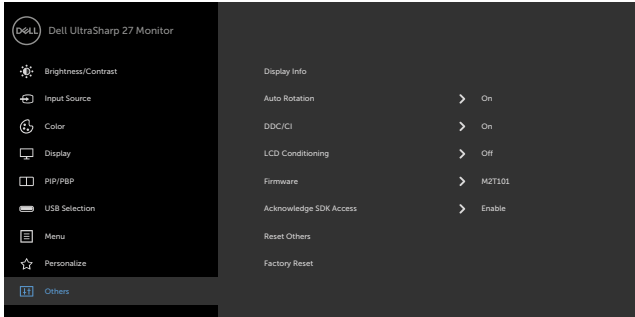 DELL Dell UltraSharp 27 Monitor
Brightness/Contrast Display Info
Input Source Auto Rotation On
Color DDC/CI On
Display LCD Conditioning Off
PIP/PBP Firmware M2T101
USB Selection Acknowledge SDK Access Enable
Menu Reset Others
Personalize Factory Reset
Others